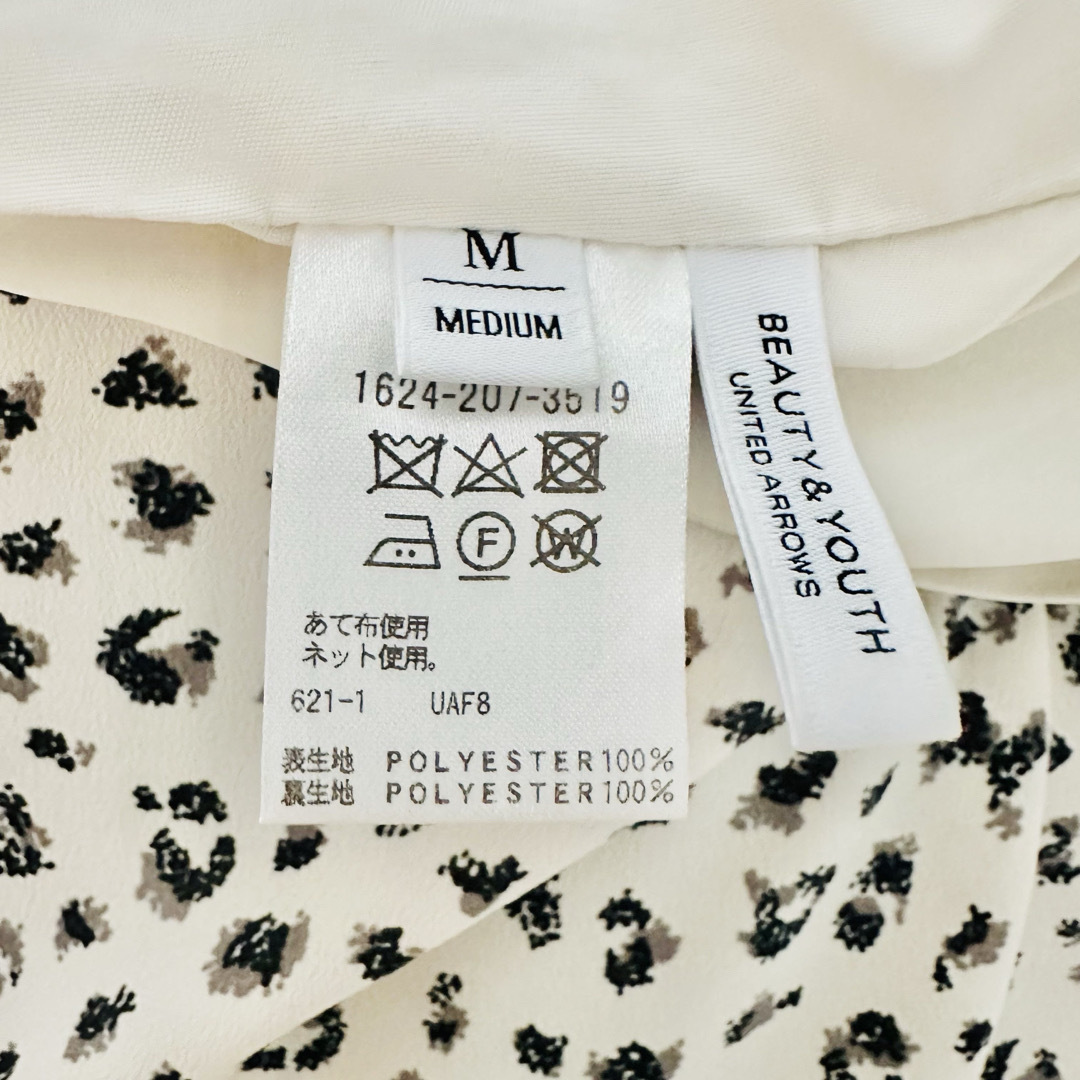 M
MEDIUM
1624-207-3519
F
W
あて布使用
ネット使用。
621-1 UAF8
表生地 POLYESTER100%
裏生地 POLYESTER100%
BEAUTY&YOUTH
UNITED ARROWS